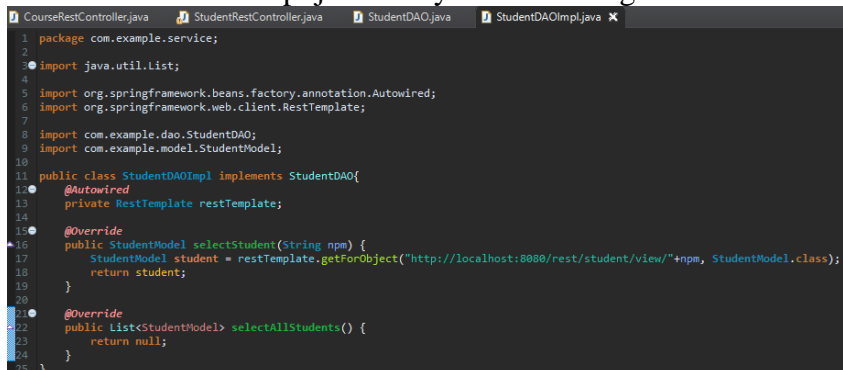 CourseRestController.java StudentRestController.java StudentDAO.java StudentDAOImpl.java
1 package com.example.service;
2
3 import java.util.List;
4
5 import org.springframework.beans.factory.annotation.Autowired;
6 import org.springframework.web.client.RestTemplate;
7
8 import com.example.dao.StudentDAO;
9 import com.example.model.StudentModel;
10
11 public class StudentDAOImpl implements StudentDAO{
12 @Autowired
13 private RestTemplate restTemplate;
14
15 @Override
16 public StudentModel selectStudent(String npm) {
17 StudentModel student = restTemplate.getForObject("http://localhost:8080/rest/student/view/"+npm, StudentModel.class);
18 return student;
19 }
20
21 @Override
22 public List<StudentModel> selectAllStudents() {
23 return null;
24 }
25 }